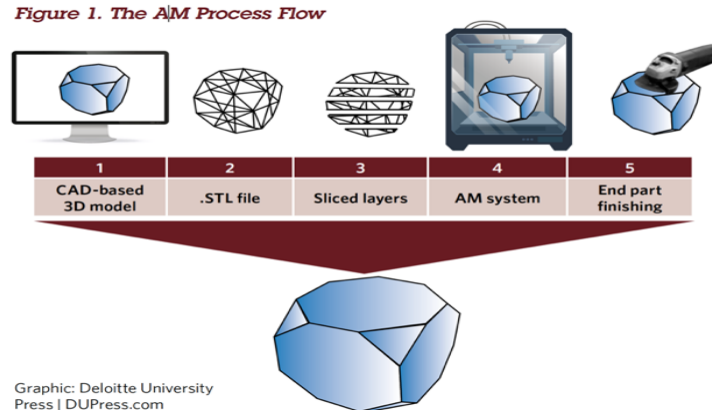 Figure 1. The AM Process Flow
1 2 3 4 5
CAD-based
3D model
.STL file
Sliced layers
AM system
End part
finishing
Graphic: Deloitte University
Press | DUPress.com